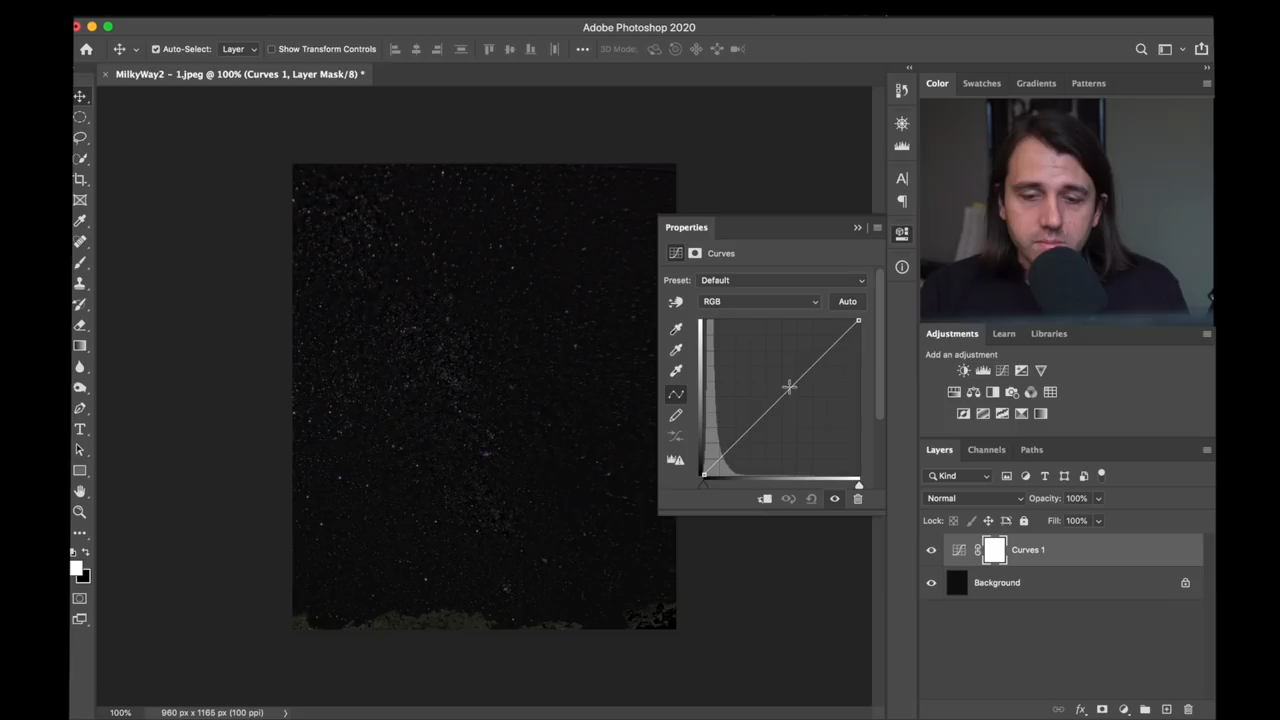 Adobe Photoshop 2020
Auto-Select: Layer Show Transform Controls 3D Mode:
MilkyWay2 - 1.jpeg @ 100% (Curves 1, Layer Mask/8) *
Color Swatches Gradients Patterns
Properties
Curves
Preset: Default
RGB Auto
Adjustments Learn Libraries
Add an adjustment
Layers Channels Paths
Kind
Normal Opacity: 100%
Lock: Fill: 100%
Curves 1
Background
100% 960 px x 1165 px (100 ppi)